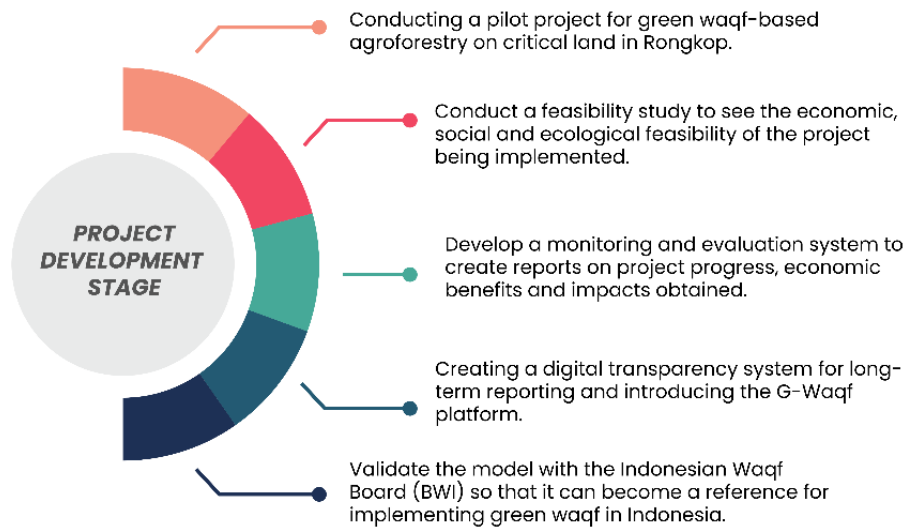 Conducting a pilot project for green waqf-based
agroforestry on critical land in Rongkop.
Conduct a feasibility study to see the economic,
social and ecological feasibility of the project
being implemented.
PROJECT
DEVELOPMENT
STAGE
Develop a monitoring and evaluation system to
create reports on project progress, economic
benefits and impacts obtained.
Creating a digital transparency system for long-
term reporting and introducing the G-Waqf
platform.
Validate the model with the Indonesian Waqf
Board (BWI) so that it can become a reference for
implementing green waqf in Indonesia.